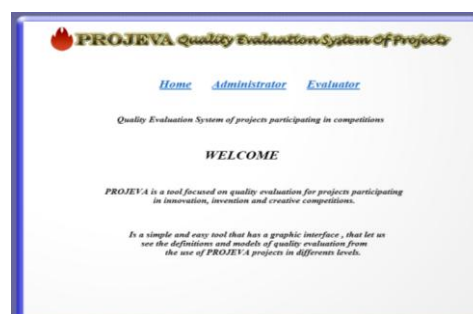 PROJEVA Quality Evaluation System Of Projects
Home Administrator Evaluator
Quality Evaluation System of projects participating in competitions
WELCOME
PROJEVA is a tool focused on quality evaluation for projects participating
in innovation, invention and creative competitions.
Is a simple and easy tool that has a graphic interface , that let us
see the definitions and models of quality evaluation from
the use of PROJEVA projects in differents levels.